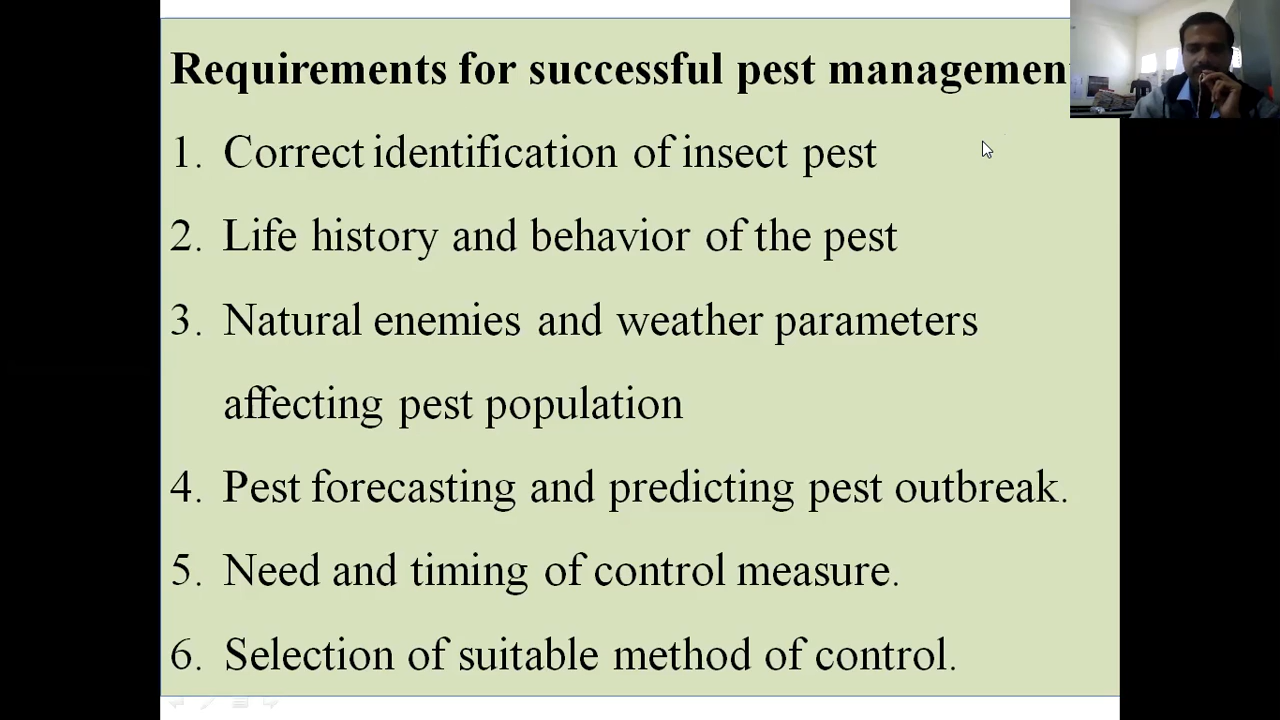 Requirements for successful pest managemen
1. Correct identification of insect pest
2. Life history and behavior of the pest
3. Natural enemies and weather parameters
affecting pest population
4. Pest forecasting and predicting pest outbreak.
5. Need and timing of control measure.
6. Selection of suitable method of control.